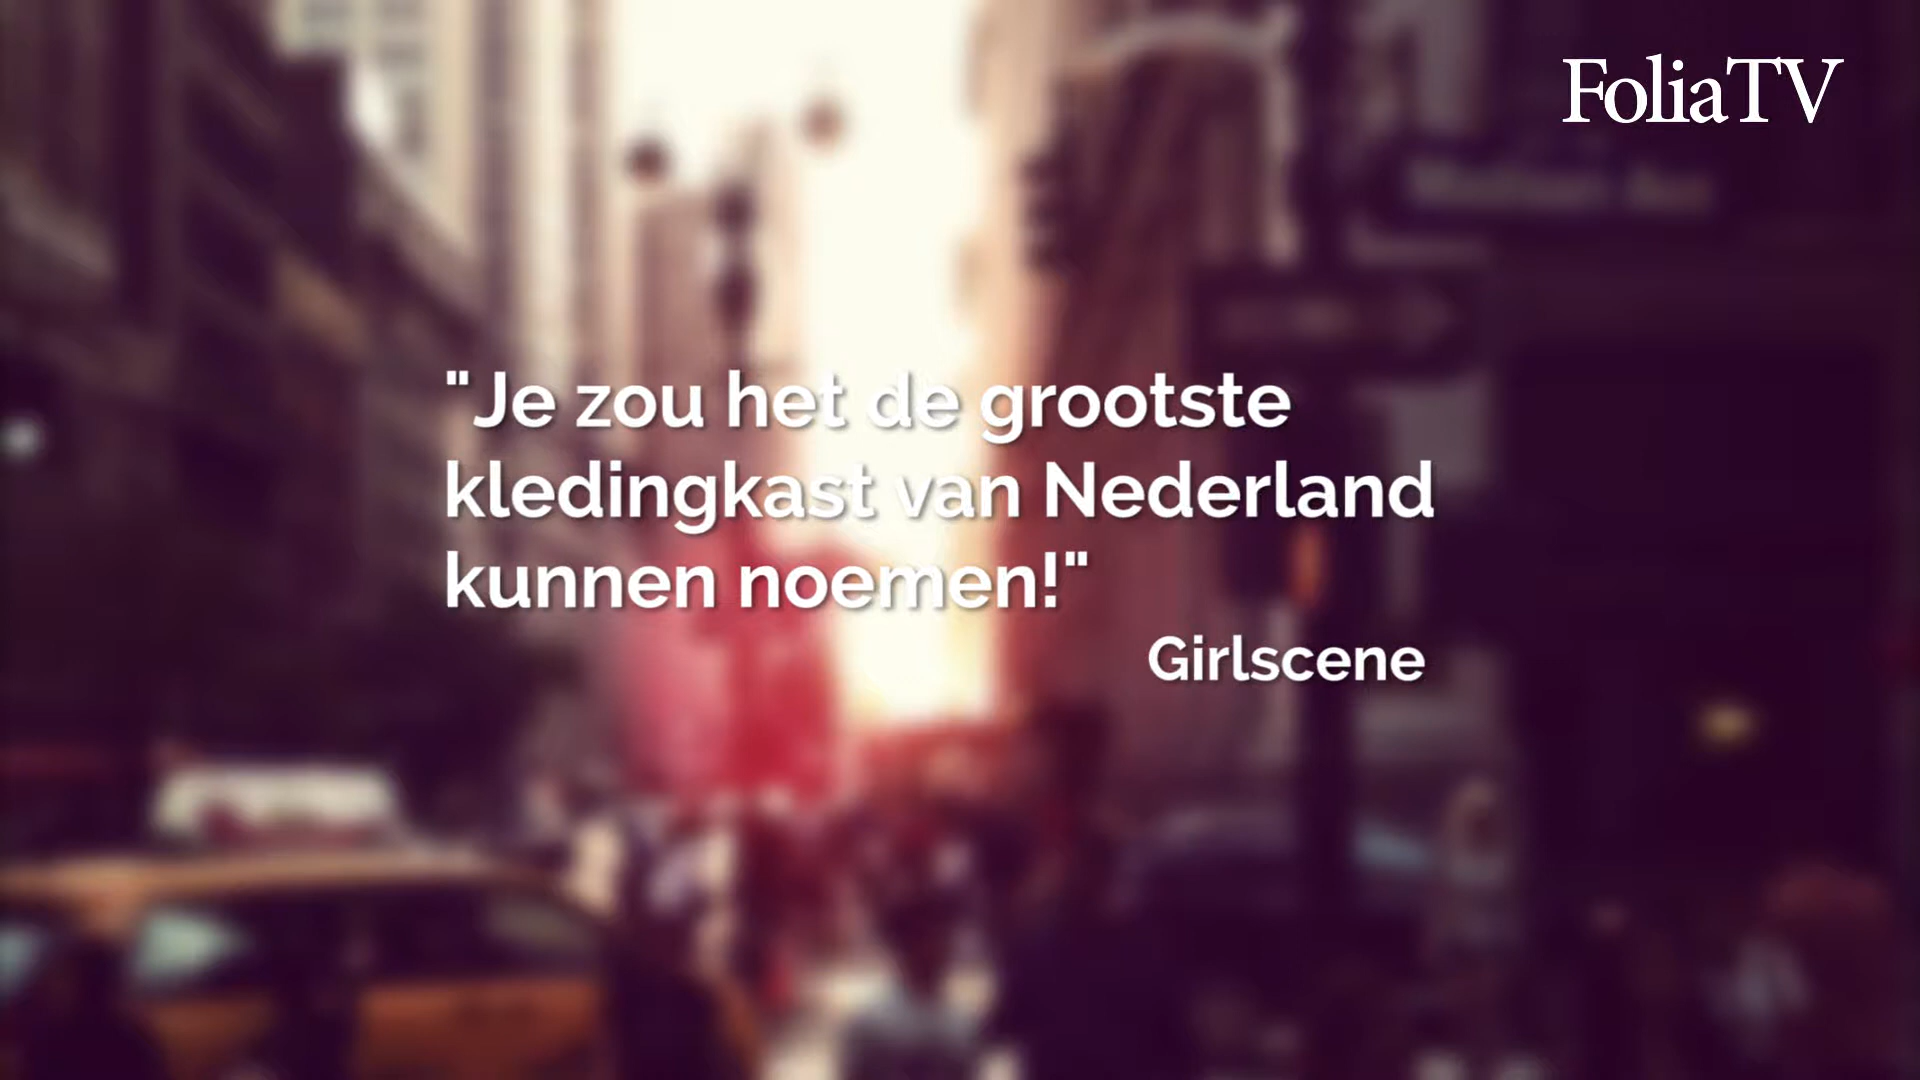 FoliaTV
"Je zou het de grootste
kledingkast van Nederland
kunnen noemen!"
Girlscene